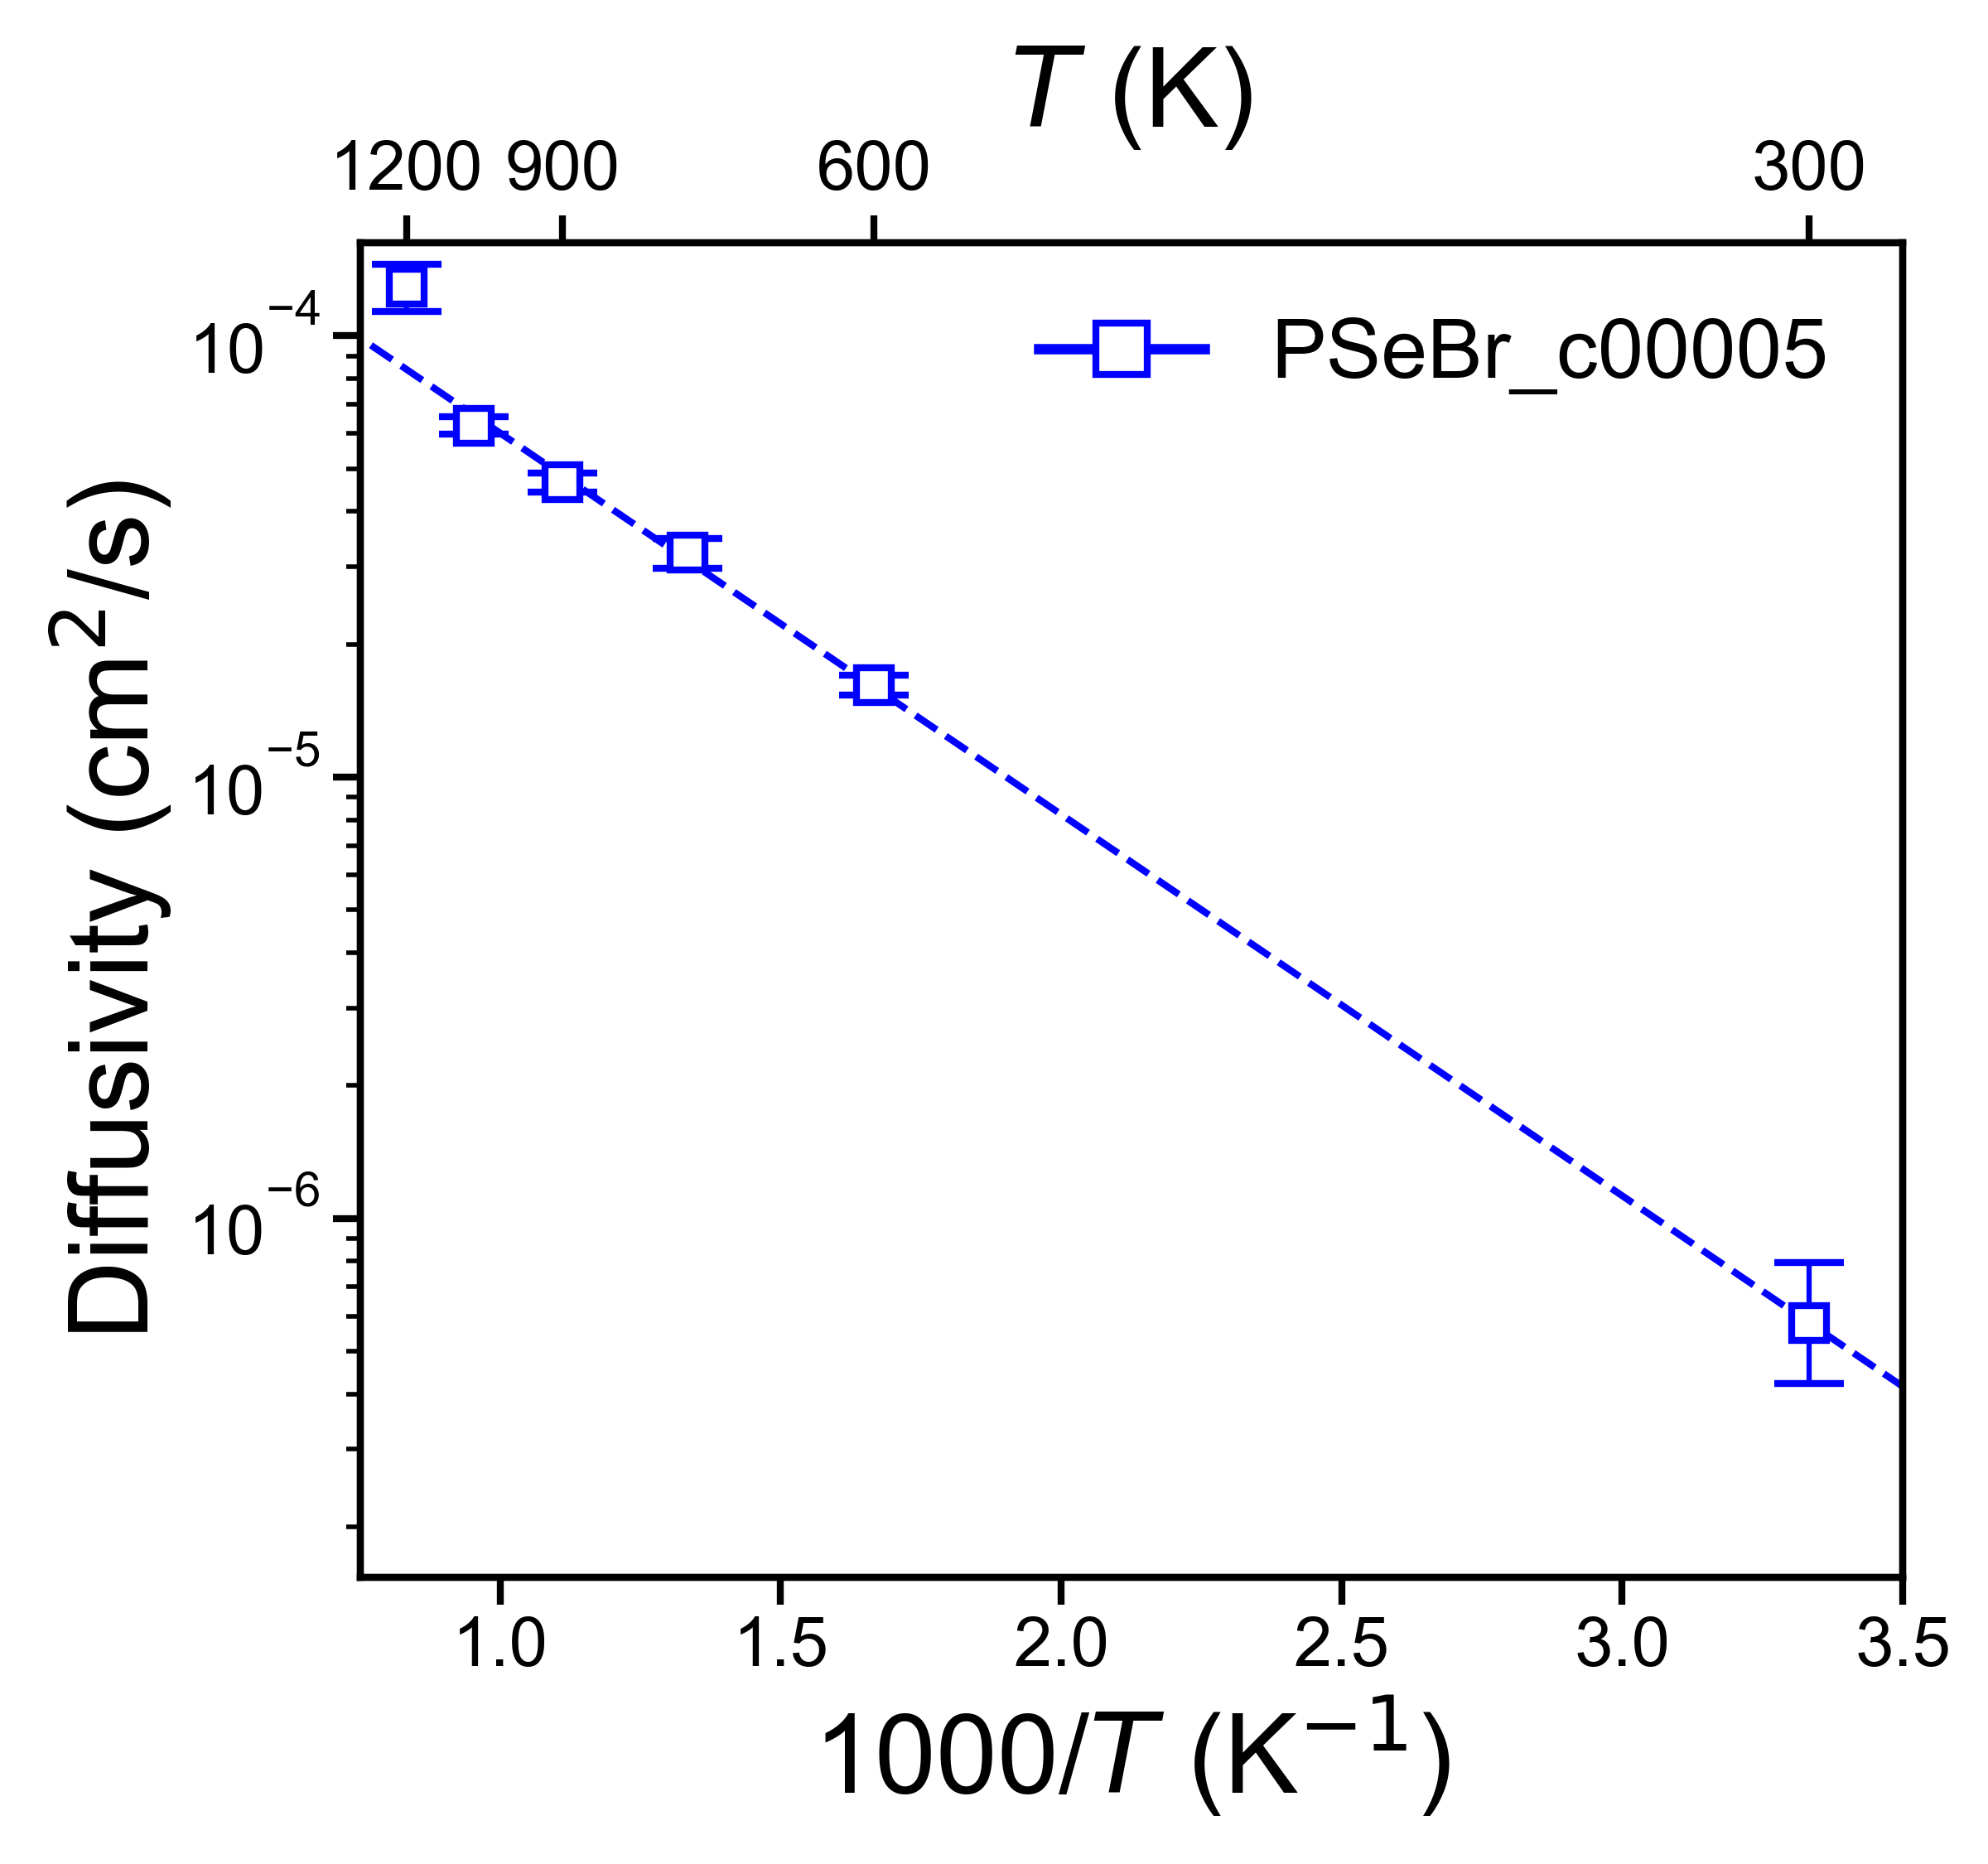 T (K)
1200 900 600 300
PSeBr_c00005
10⁻⁴
10⁻⁵
10⁻⁶
Diffusivity (cm²/s)
1.0 1.5 2.0 2.5 3.0 3.5
1000/T (K⁻¹)